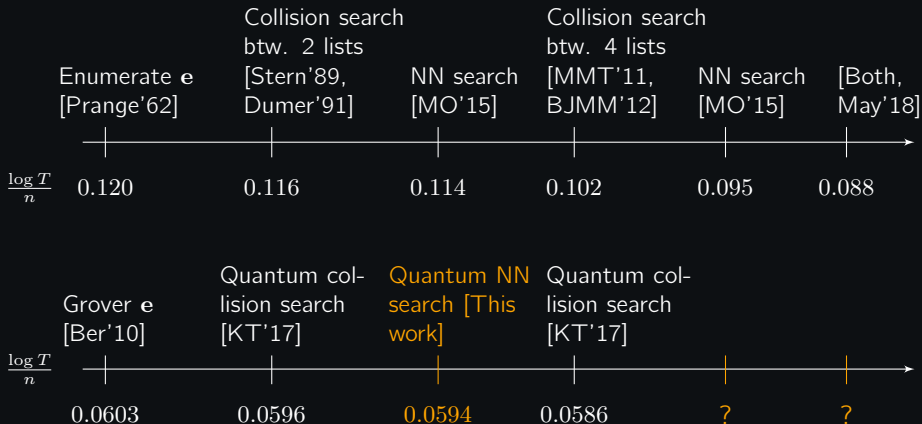 Enumerate e
[Prange'62]
Collision search
btw. 2 lists
[Stern'89,
Dumer'91]
NN search
[MO'15]
Collision search
btw. 4 lists
[MMT'11,
BJMM'12]
NN search
[MO'15]
[Both,
May'18]
log T
n
0.120 0.116 0.114 0.102 0.095 0.088
Grover e
[Ber'10]
Quantum col-
lision search
[KT'17]
Quantum NN
search [This
work]
Quantum col-
lision search
[KT'17]
log T
n
0.0603 0.0596 0.0594 0.0586 ? ?